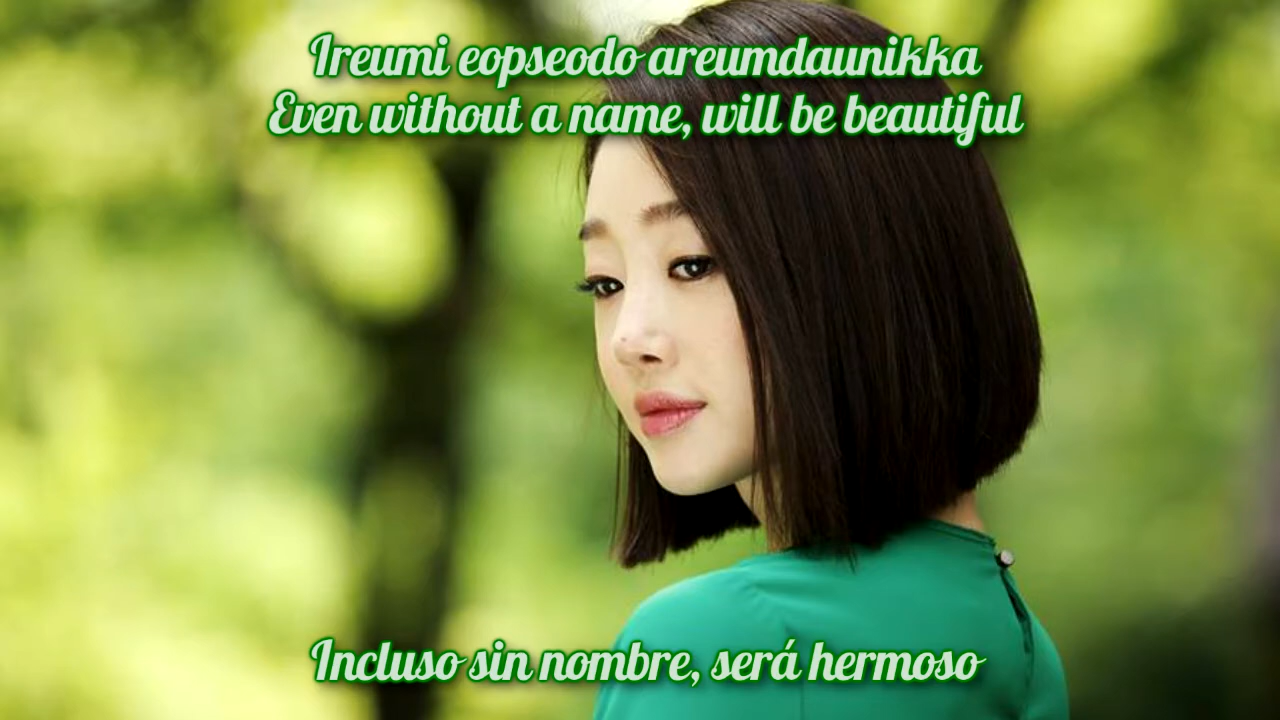 Ireumi eopseodo areumdaunikka
Even without a name, will be beautiful
Incluso sin nombre, será hermoso